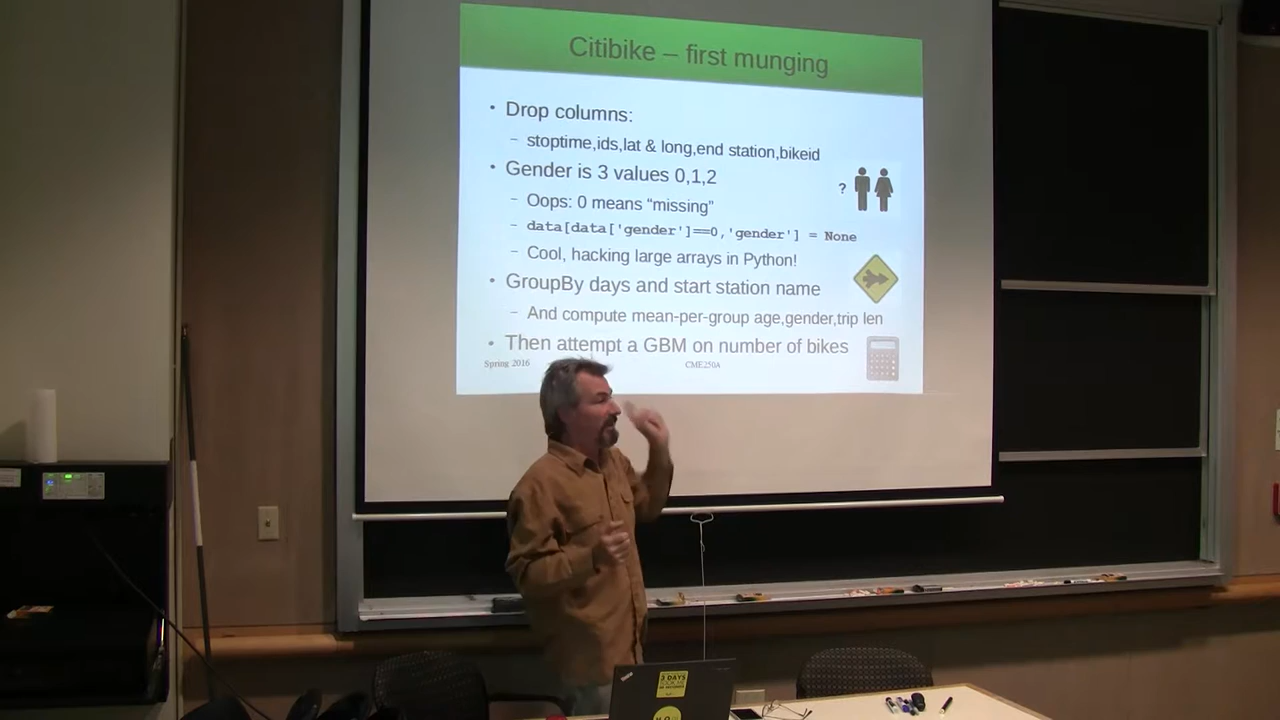 Citibike – first munging
• Drop columns:
– stoptime,ids,lat & long,end station,bikeid
• Gender is 3 values 0,1,2
?
– Oops: 0 means “missing”
– data[data['gender']==0,'gender'] = None
– Cool, hacking large arrays in Python!
• GroupBy days and start station name
– And compute mean-per-group age,gender,trip len
• Then attempt a GBM on number of bikes
Spring 2016
CME250A
3 DAYS